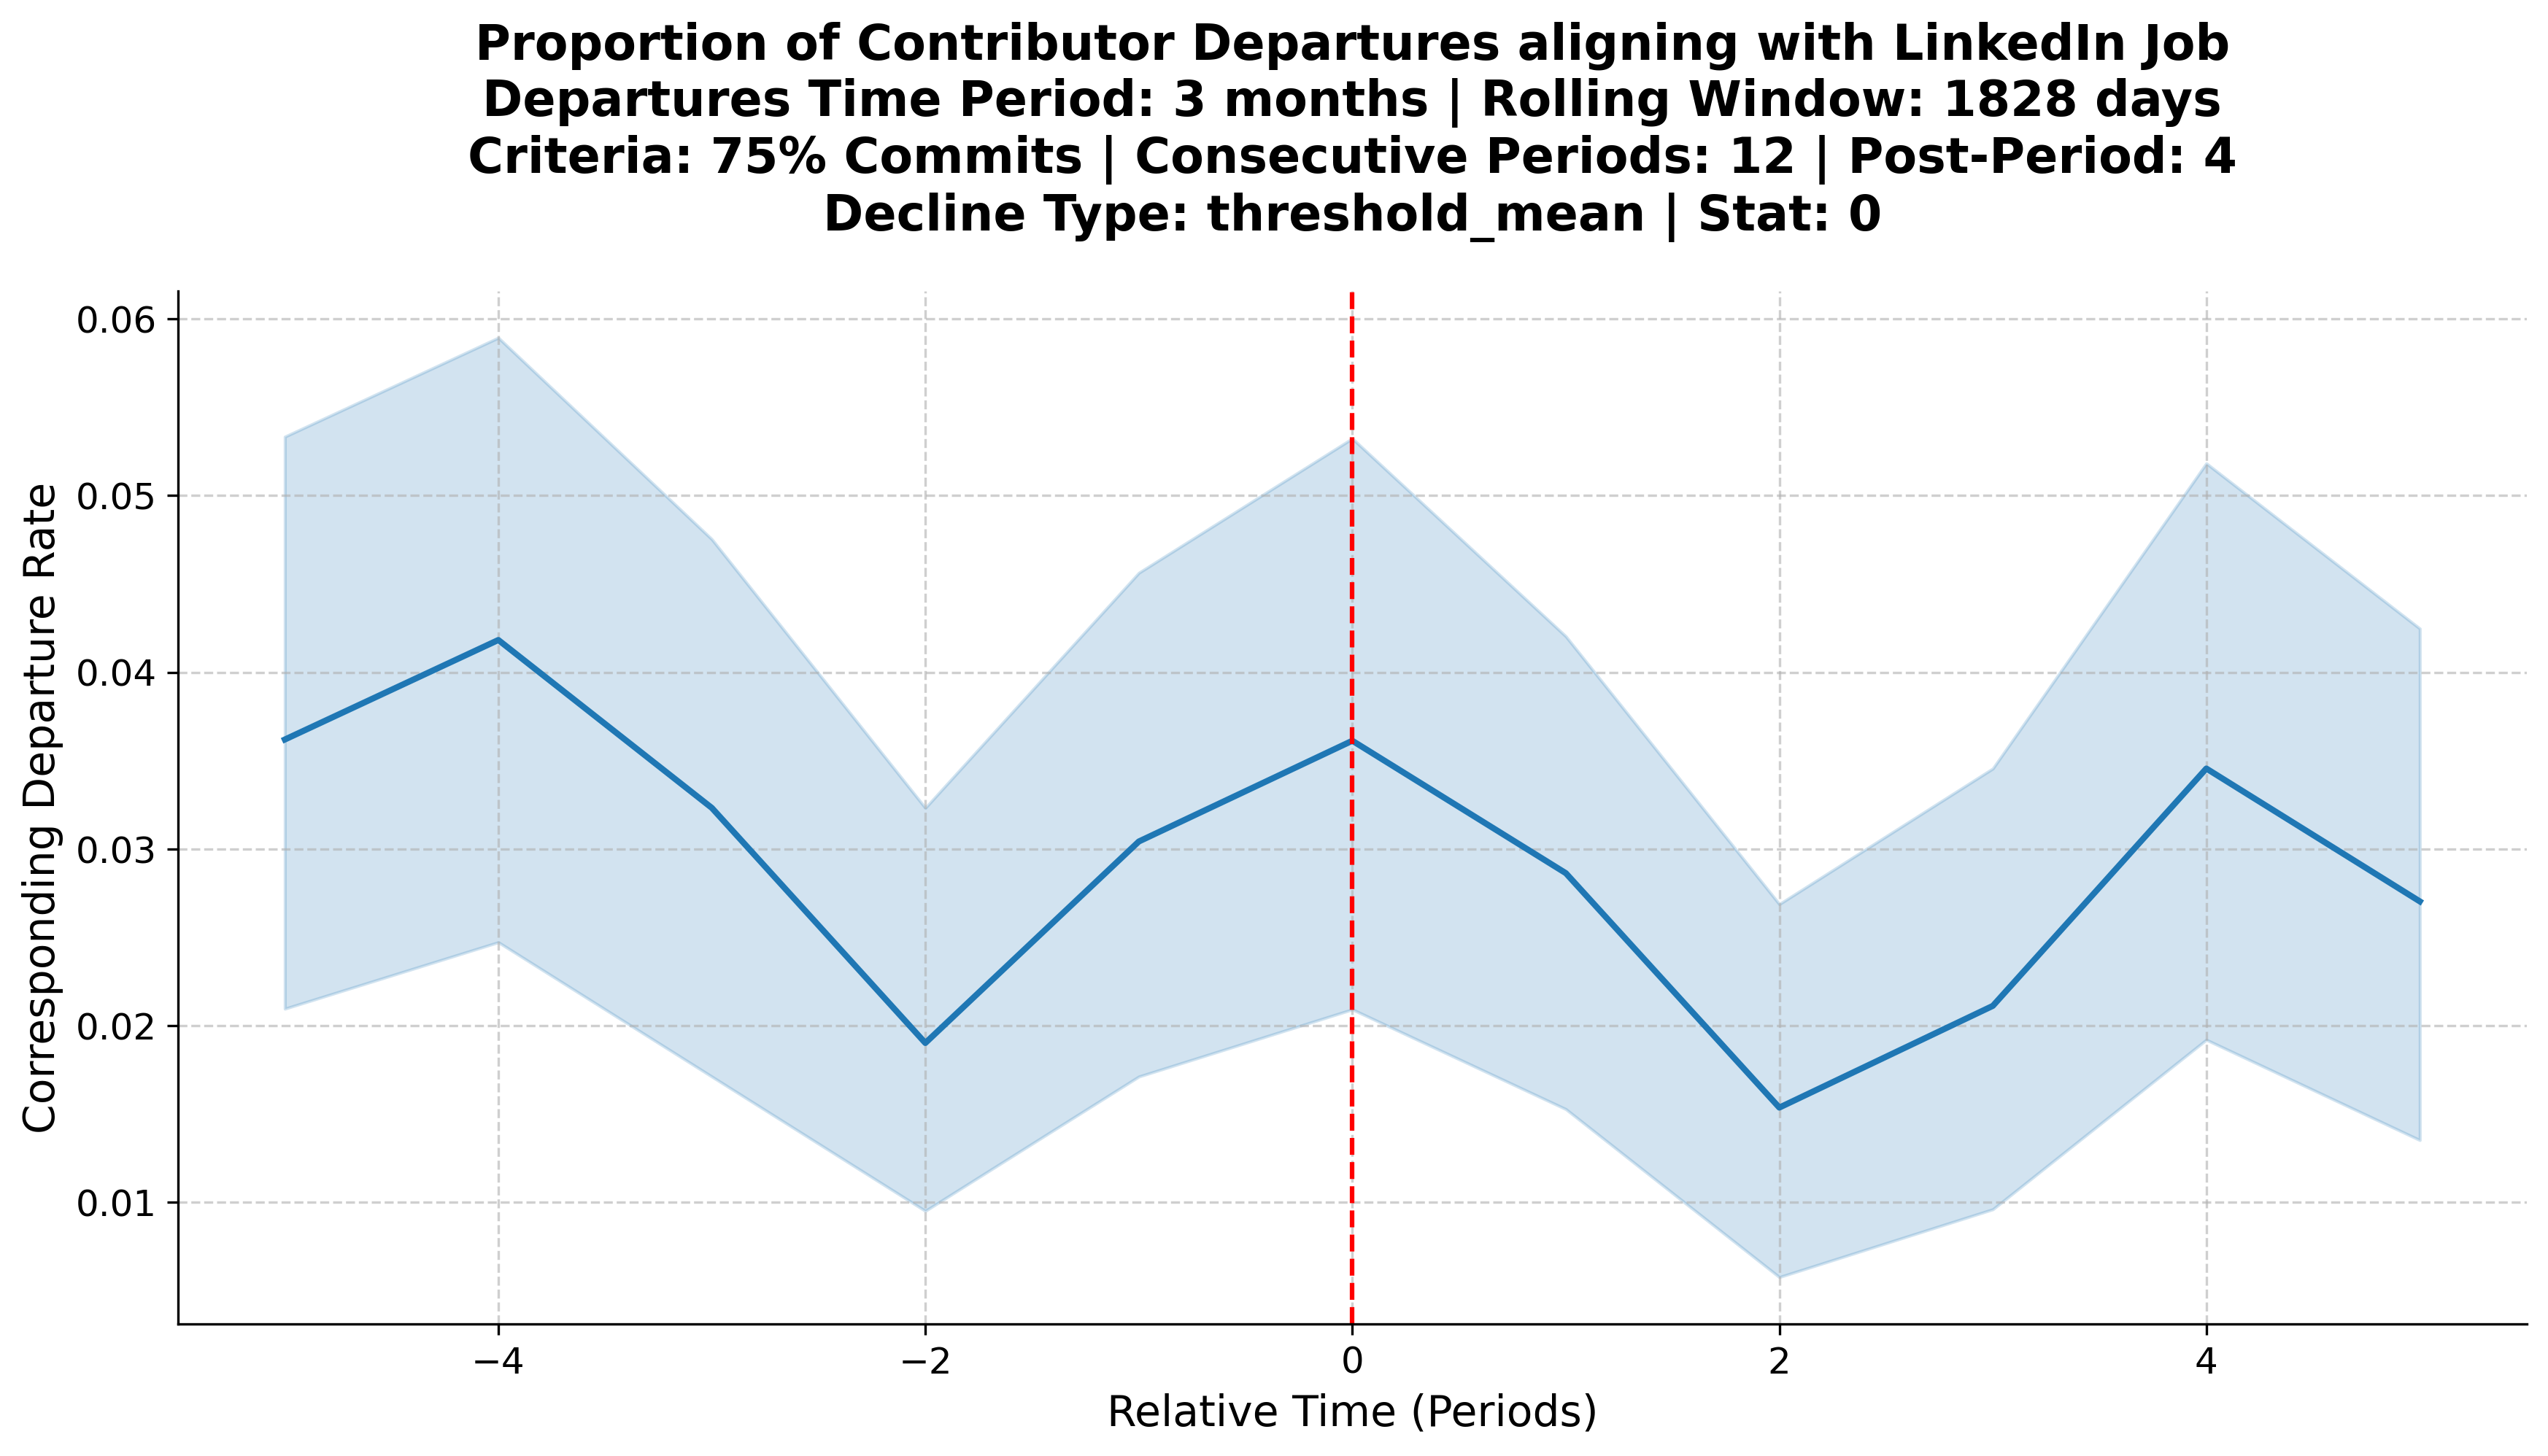 Proportion of Contributor Departures aligning with LinkedIn Job
Departures Time Period: 3 months | Rolling Window: 1828 days
Criteria: 75% Commits | Consecutive Periods: 12 | Post-Period: 4
Decline Type: threshold_mean | Stat: 0
Corresponding Departure Rate
0.06
0.05
0.04
0.03
0.02
0.01
−4 −2 0 2 4
Relative Time (Periods)